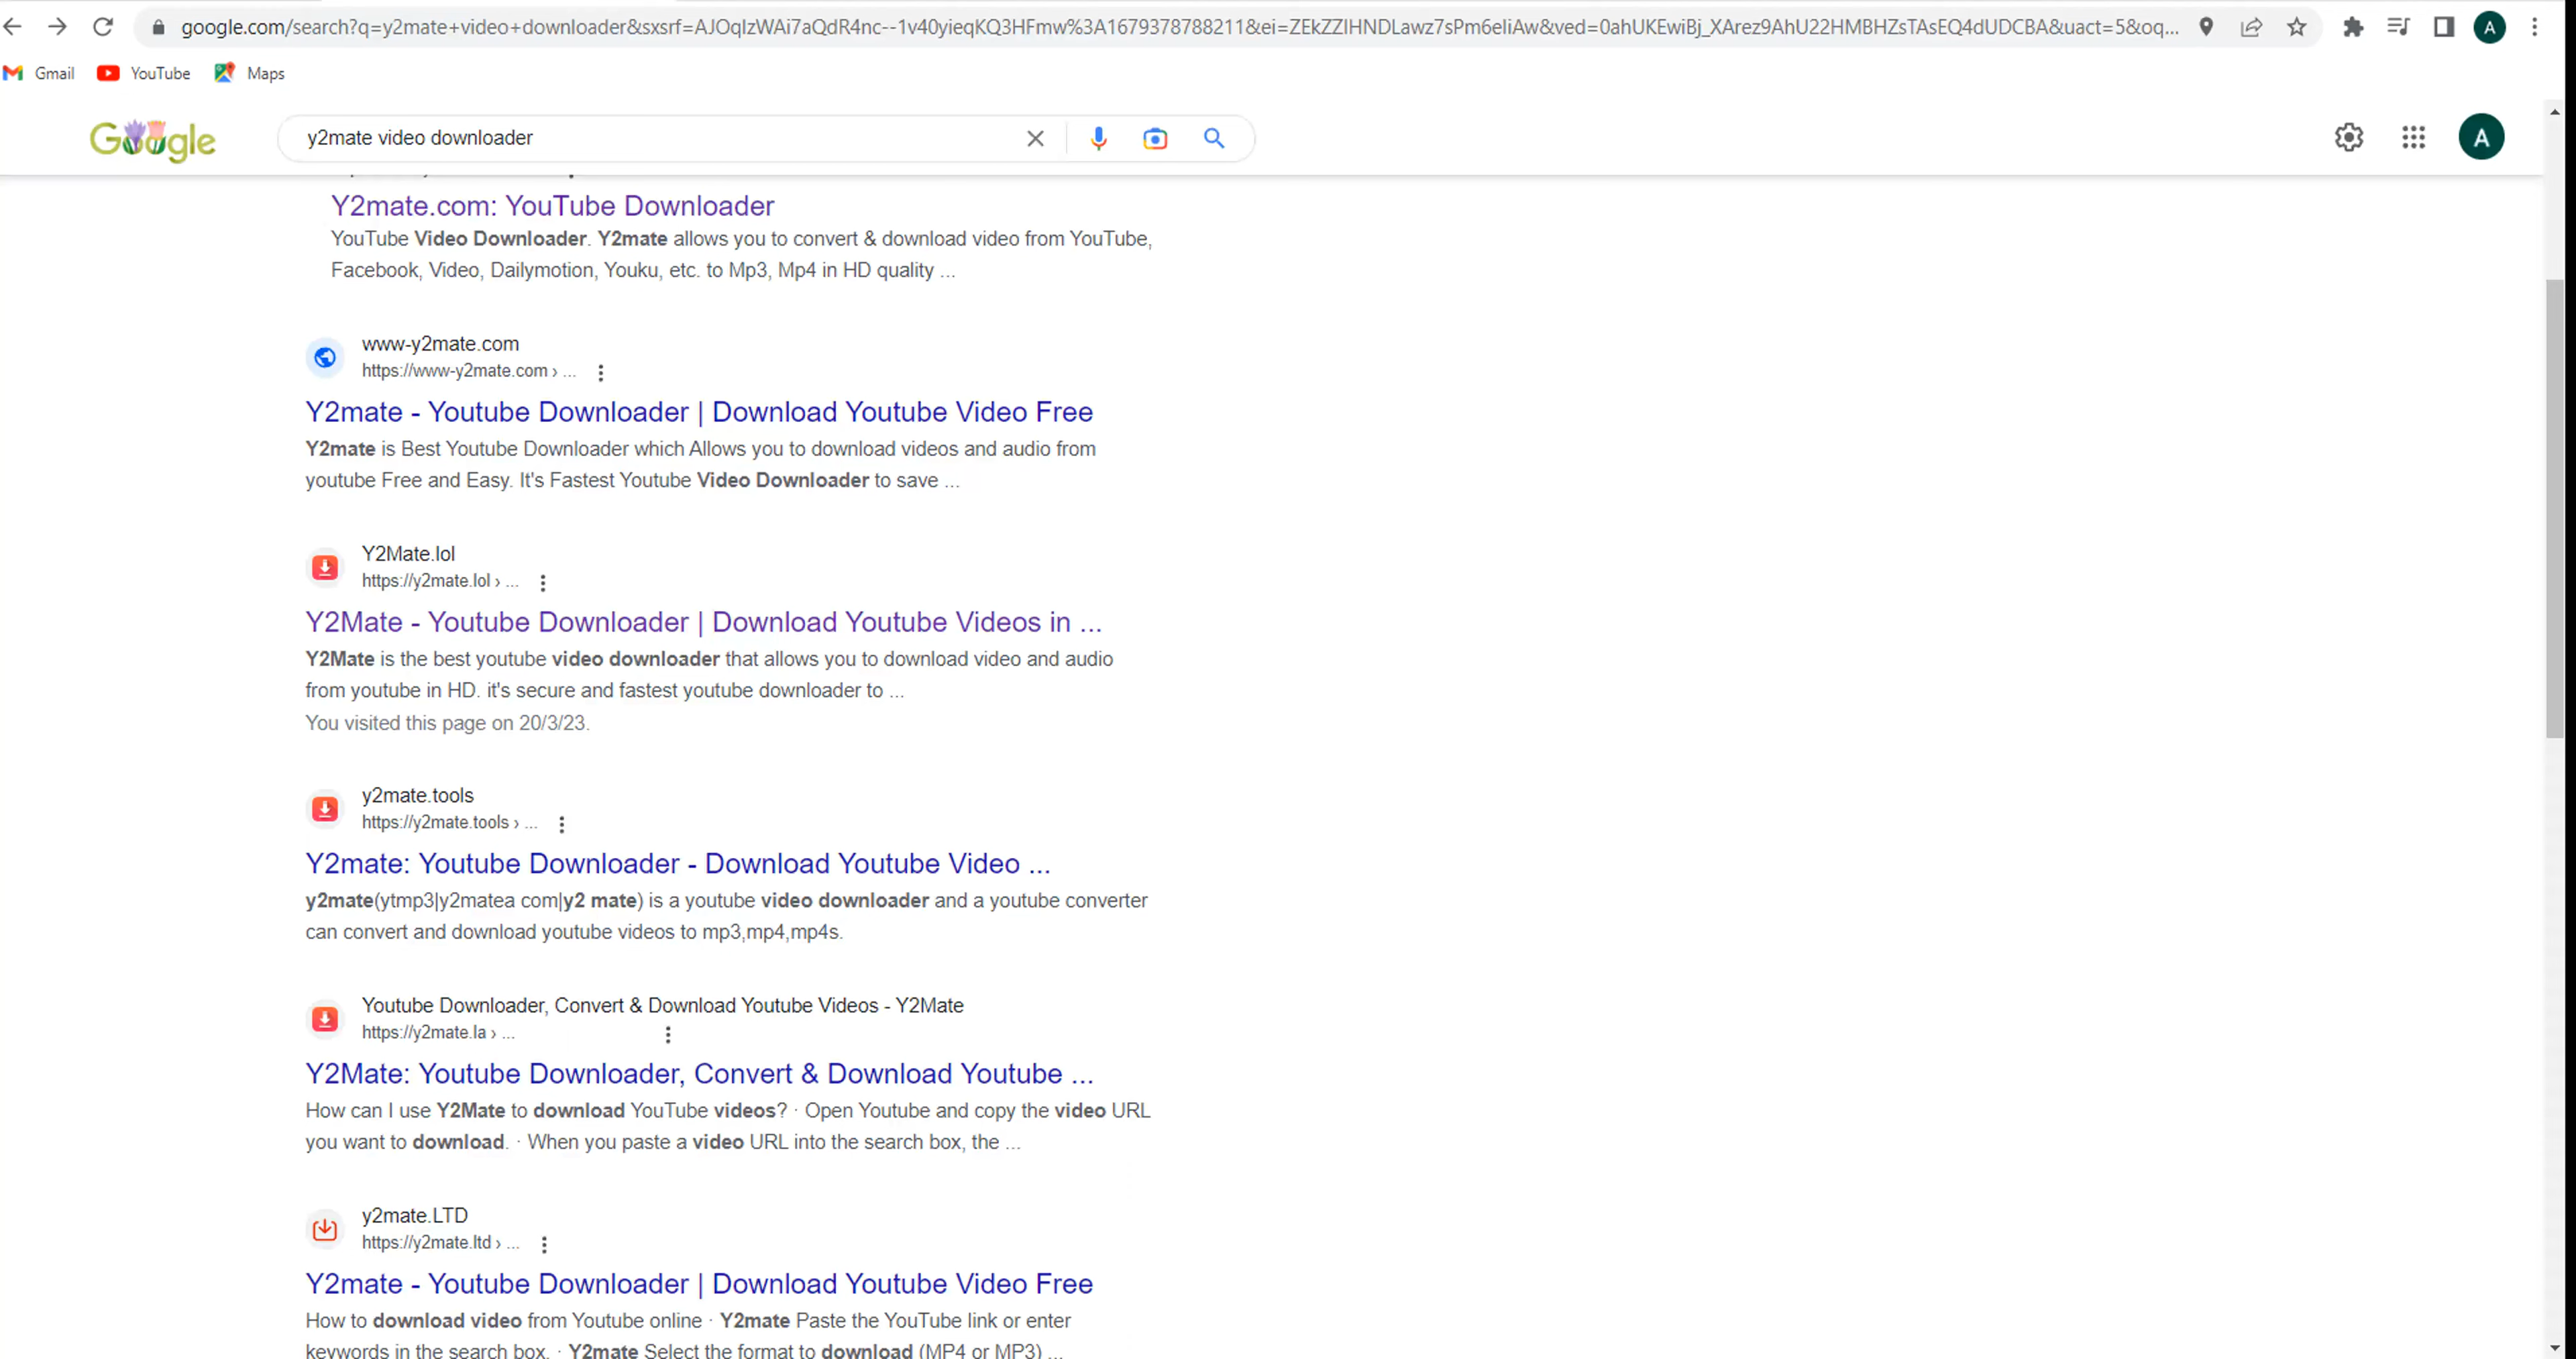 google.com/search?q=y2mate+video+downloader&sxsrf=AJOqIzWAi7aQdR4nc--1v40yieqKQ3HFmw%3A1679378788211&ei=ZEkZZIHNDLawz7sPm6eIiAw&ved=0ahUKEwiBj_XArez9AhU22HMBHZsTAsEQ4dUDCBA&uact=5&oq... A
Gmail YouTube Maps
Google y2mate video downloader A
Y2mate.com: YouTube Downloader
YouTube Video Downloader. Y2mate allows you to convert & download video from YouTube,
Facebook, Video, Dailymotion, Youku, etc. to Mp3, Mp4 in HD quality ...
www-y2mate.com
https://www-y2mate.com › ...
Y2mate - Youtube Downloader | Download Youtube Video Free
Y2mate is Best Youtube Downloader which Allows you to download videos and audio from
youtube Free and Easy. It's Fastest Youtube Video Downloader to save ...
Y2Mate.lol
https://y2mate.lol › ...
Y2Mate - Youtube Downloader | Download Youtube Videos in ...
Y2Mate is the best youtube video downloader that allows you to download video and audio
from youtube in HD. it's secure and fastest youtube downloader to ...
You visited this page on 20/3/23.
y2mate.tools
https://y2mate.tools › ...
Y2mate: Youtube Downloader - Download Youtube Video ...
y2mate(ytmp3|y2matea com|y2 mate) is a youtube video downloader and a youtube converter
can convert and download youtube videos to mp3,mp4,mp4s.
Youtube Downloader, Convert & Download Youtube Videos - Y2Mate
https://y2mate.la › ...
Y2Mate: Youtube Downloader, Convert & Download Youtube ...
How can I use Y2Mate to download YouTube videos? · Open Youtube and copy the video URL
you want to download. · When you paste a video URL into the search box, the ...
y2mate.LTD
https://y2mate.ltd › ...
Y2mate - Youtube Downloader | Download Youtube Video Free
How to download video from Youtube online · Y2mate Paste the YouTube link or enter
keywords in the search box. · Y2mate Select the format to download (MP4 or MP3) ...